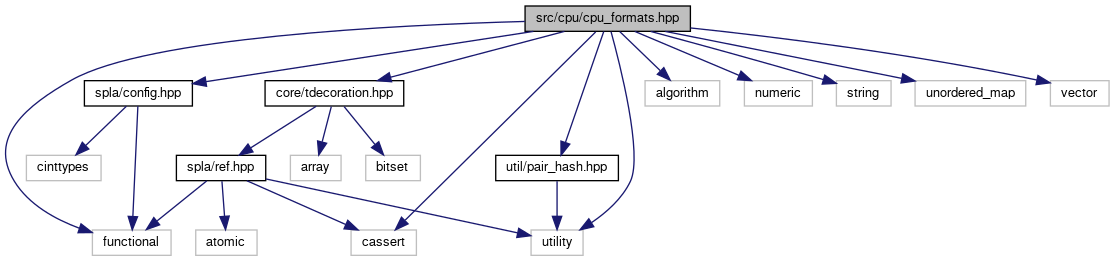 src/cpu/cpu_formats.hpp
spla/config.hpp
core/tdecoration.hpp
algorithm
numeric
string
unordered_map
vector
cinttypes
spla/ref.hpp
array
bitset
util/pair_hash.hpp
functional
atomic
cassert
utility